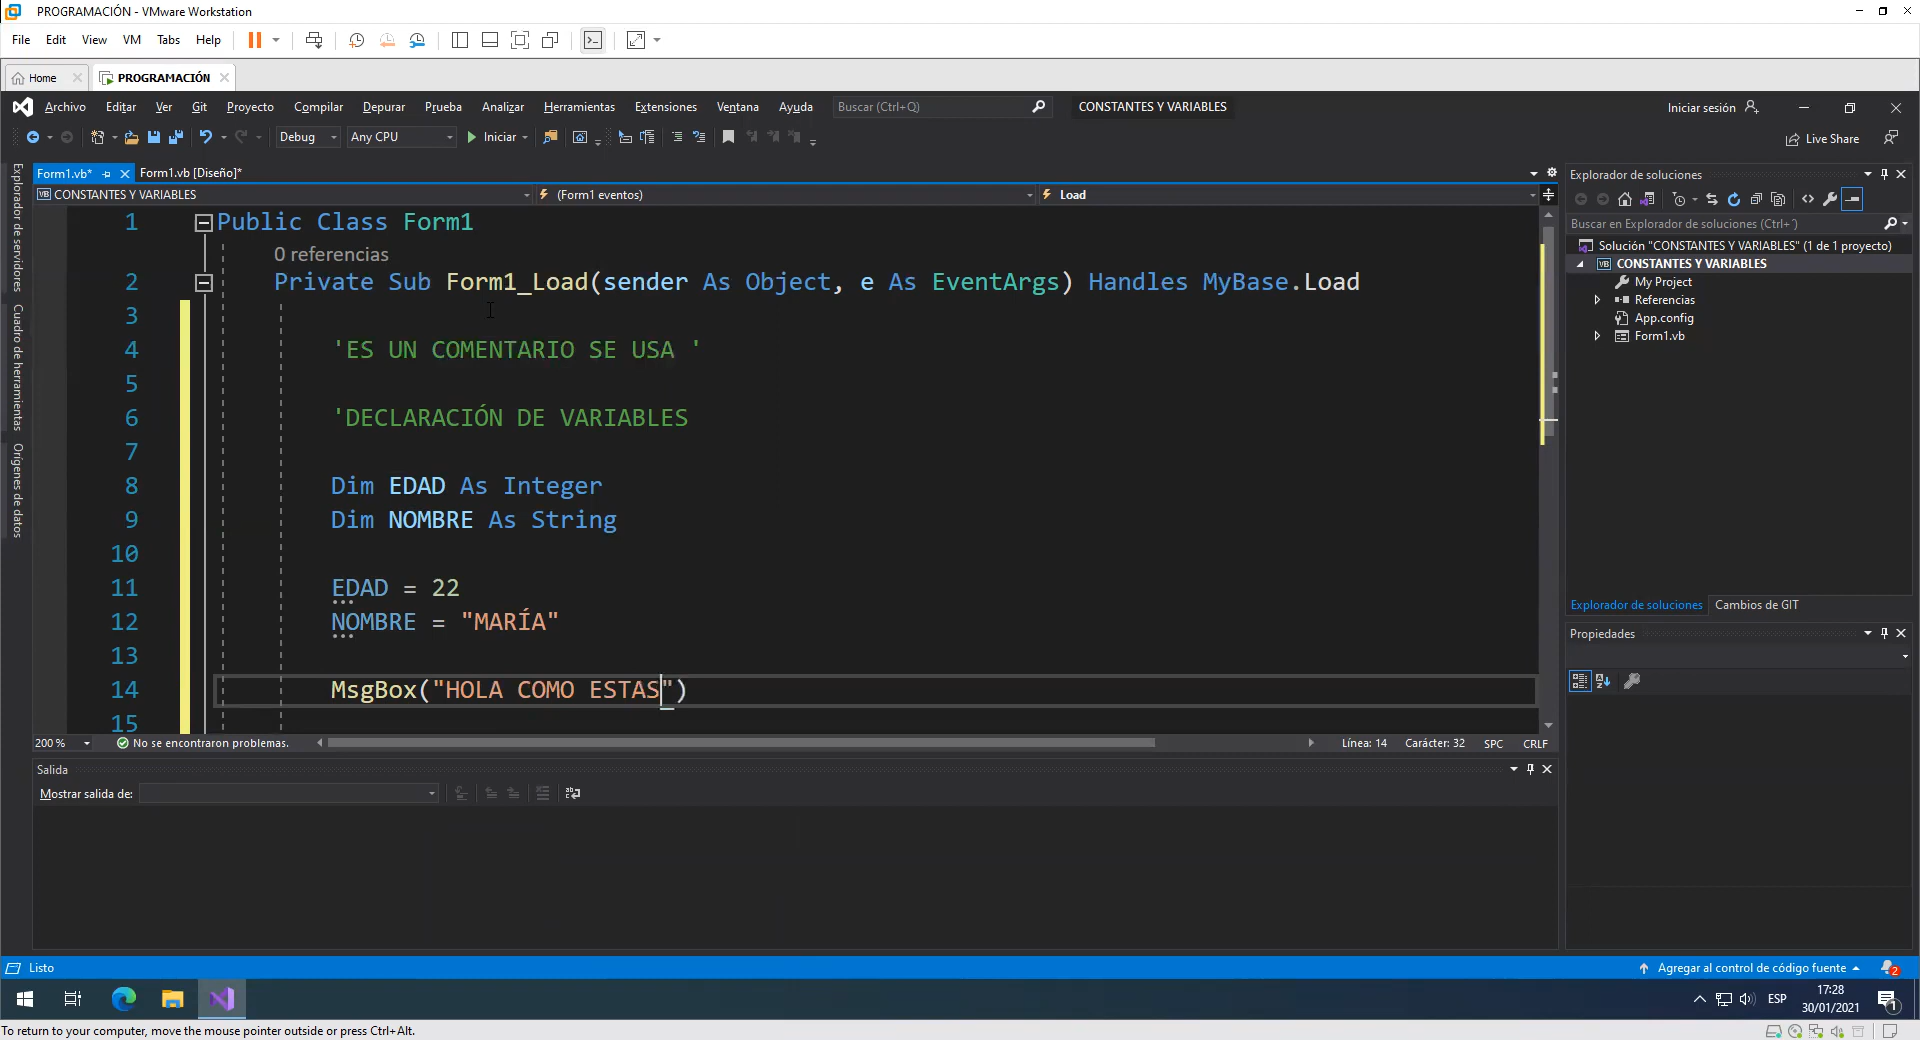 PROGRAMACIÓN - VMware Workstation
File Edit View VM Tabs Help
Home PROGRAMACIÓN
Archivo Editar Ver Git Proyecto Compilar Depurar Prueba Analizar Herramientas Extensiones Ventana Ayuda Buscar (Ctrl+Q) CONSTANTES Y VARIABLES Iniciar sesión
Debug Any CPU Iniciar Live Share
Form1.vb* Form1.vb [Diseño]*
CONSTANTES Y VARIABLES (Form1 eventos) Load
Explorador de servidores
Cuadro de herramientas
Orígenes de datos
1 Public Class Form1
0 referencias
2 Private Sub Form1_Load(sender As Object, e As EventArgs) Handles MyBase.Load
3
4 'ES UN COMENTARIO SE USA '
5
6 'DECLARACIÓN DE VARIABLES
7
8 Dim EDAD As Integer
9 Dim NOMBRE As String
10
11 EDAD = 22
12 NOMBRE = "MARÍA"
13
14 MsgBox("HOLA COMO ESTAS")
15
200 % No se encontraron problemas. Línea: 14 Carácter: 32 SPC CRLF
Salida
Mostrar salida de:
Explorador de soluciones
Buscar en Explorador de soluciones (Ctrl+´)
Solución "CONSTANTES Y VARIABLES" (1 de 1 proyecto)
CONSTANTES Y VARIABLES
My Project
Referencias
App.config
Form1.vb
Explorador de soluciones Cambios de GIT
Propiedades
Listo Agregar al control de código fuente 2
ESP 17:28
30/01/2021 1
To return to your computer, move the mouse pointer outside or press Ctrl+Alt.